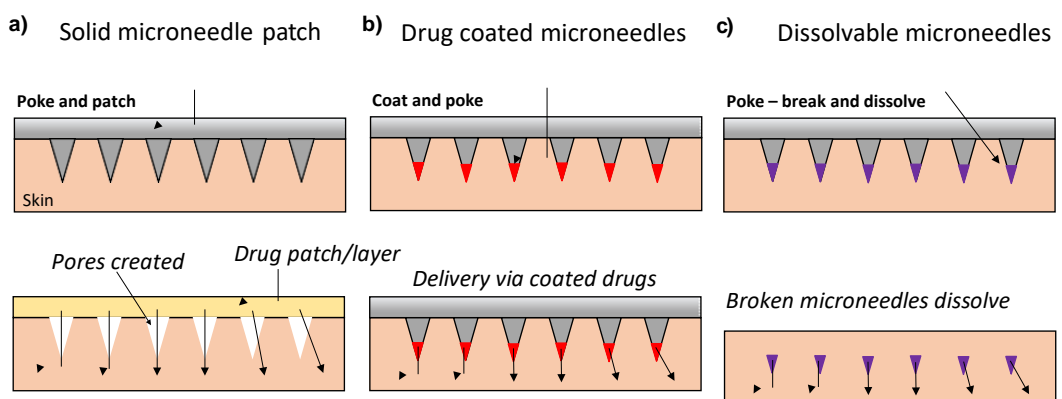 a) Solid microneedle patch
b) Drug coated microneedles
c) Dissolvable microneedles
Poke and patch
Coat and poke
Poke – break and dissolve
Skin
Pores created
Drug patch/layer
Delivery via coated drugs
Broken microneedles dissolve